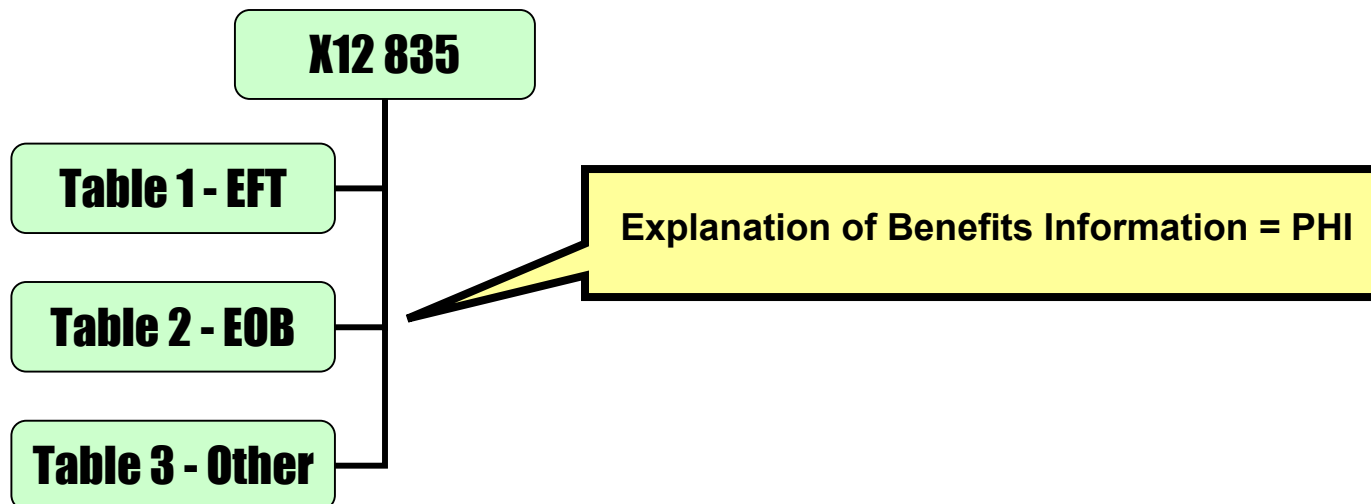 X12 835
Table 1 - EFT
Explanation of Benefits Information = PHI
Table 2 - EOB
Table 3 - Other